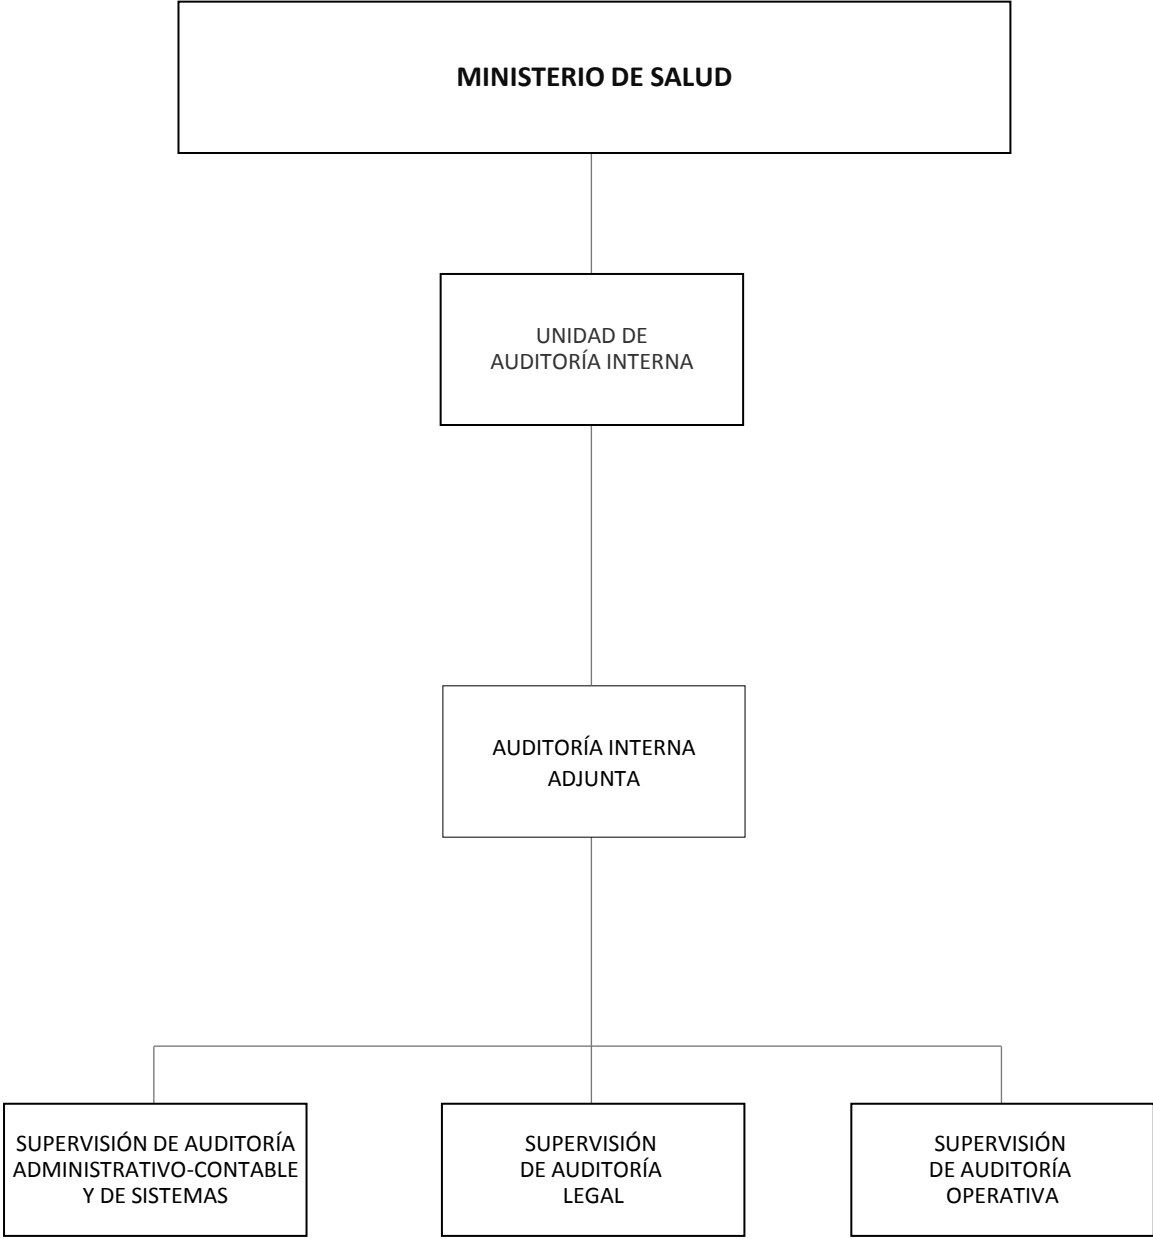 MINISTERIO DE SALUD
UNIDAD DE
AUDITORÍA INTERNA
AUDITORÍA INTERNA
ADJUNTA
SUPERVISIÓN DE AUDITORÍA
ADMINISTRATIVO-CONTABLE
Y DE SISTEMAS
SUPERVISIÓN
DE AUDITORÍA
LEGAL
SUPERVISIÓN
DE AUDITORÍA
OPERATIVA